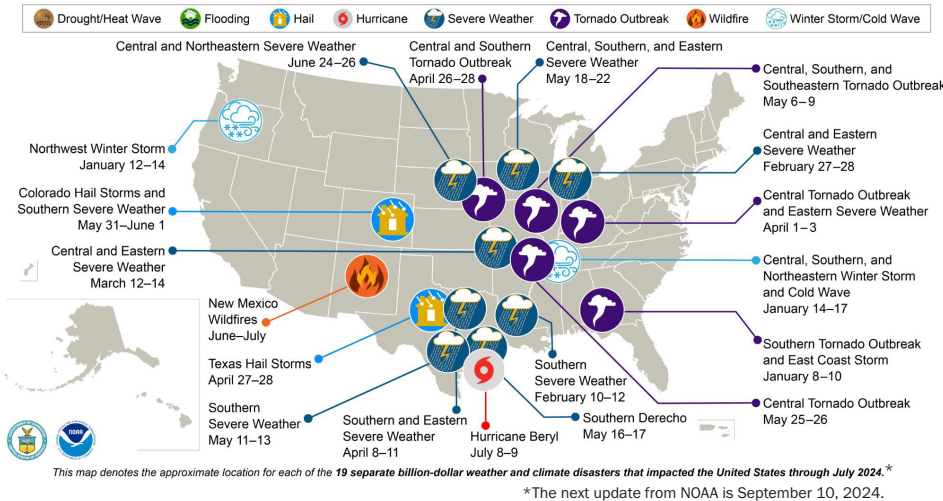 Drought/Heat Wave
Flooding
Hail
Hurricane
Severe Weather
Tornado Outbreak
Wildfire
Winter Storm/Cold Wave
Central and Northeastern Severe Weather
June 24–26
Central and Southern
Tornado Outbreak
April 26–28
Central, Southern, and Eastern
Severe Weather
May 18–22
Central, Southern, and
Southeastern Tornado Outbreak
May 6–9
Northwest Winter Storm
January 12–14
Central and Eastern
Severe Weather
February 27–28
Colorado Hail Storms and
Southern Severe Weather
May 31–June 1
Central Tornado Outbreak
and Eastern Severe Weather
April 1–3
Central and Eastern
Severe Weather
March 12–14
Central, Southern, and
Northeastern Winter Storm
and Cold Wave
January 14–17
New Mexico
Wildfires
June–July
Southern Tornado Outbreak
and East Coast Storm
January 8–10
Texas Hail Storms
April 27–28
Southern
Severe Weather
February 10–12
Central Tornado Outbreak
May 25–26
Southern
Severe Weather
May 11–13
Southern and Eastern
Severe Weather
April 8–11
Hurricane Beryl
July 8–9
Southern Derecho
May 16–17
NOAA
This map denotes the approximate location for each of the 19 separate billion-dollar weather and climate disasters that impacted the United States through July 2024.*
*The next update from NOAA is September 10, 2024.